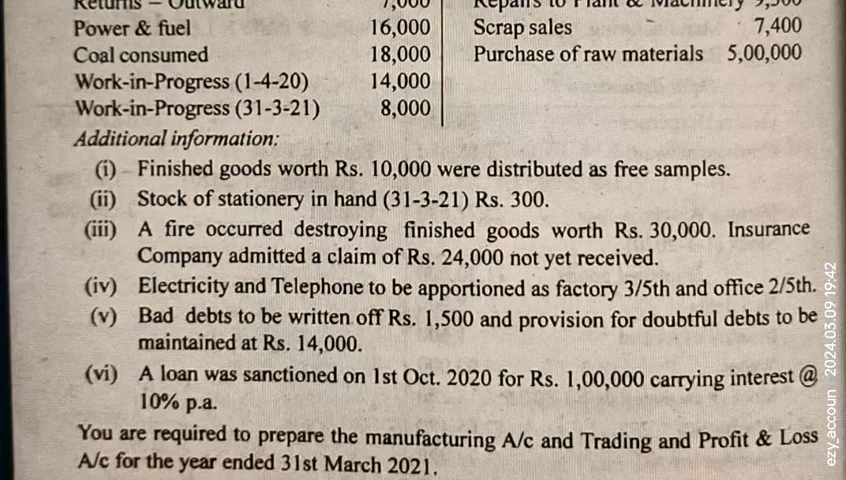 Returns – Outward 7,000 Repairs to Plant & Machinery
Power & fuel 16,000 Scrap sales 7,400
Coal consumed 18,000 Purchase of raw materials 5,00,000
Work-in-Progress (1-4-20) 14,000
Work-in-Progress (31-3-21) 8,000
Additional information:
(i) Finished goods worth Rs. 10,000 were distributed as free samples.
(ii) Stock of stationery in hand (31-3-21) Rs. 300.
(iii) A fire occurred destroying finished goods worth Rs. 30,000. Insurance
Company admitted a claim of Rs. 24,000 not yet received.
(iv) Electricity and Telephone to be apportioned as factory 3/5th and office 2/5th.
(v) Bad debts to be written off Rs. 1,500 and provision for doubtful debts to be
maintained at Rs. 14,000.
(vi) A loan was sanctioned on 1st Oct. 2020 for Rs. 1,00,000 carrying interest @
10% p.a.
You are required to prepare the manufacturing A/c and Trading and Profit & Loss
A/c for the year ended 31st March 2021.
ezy_accoun 2024.03.09 19:42